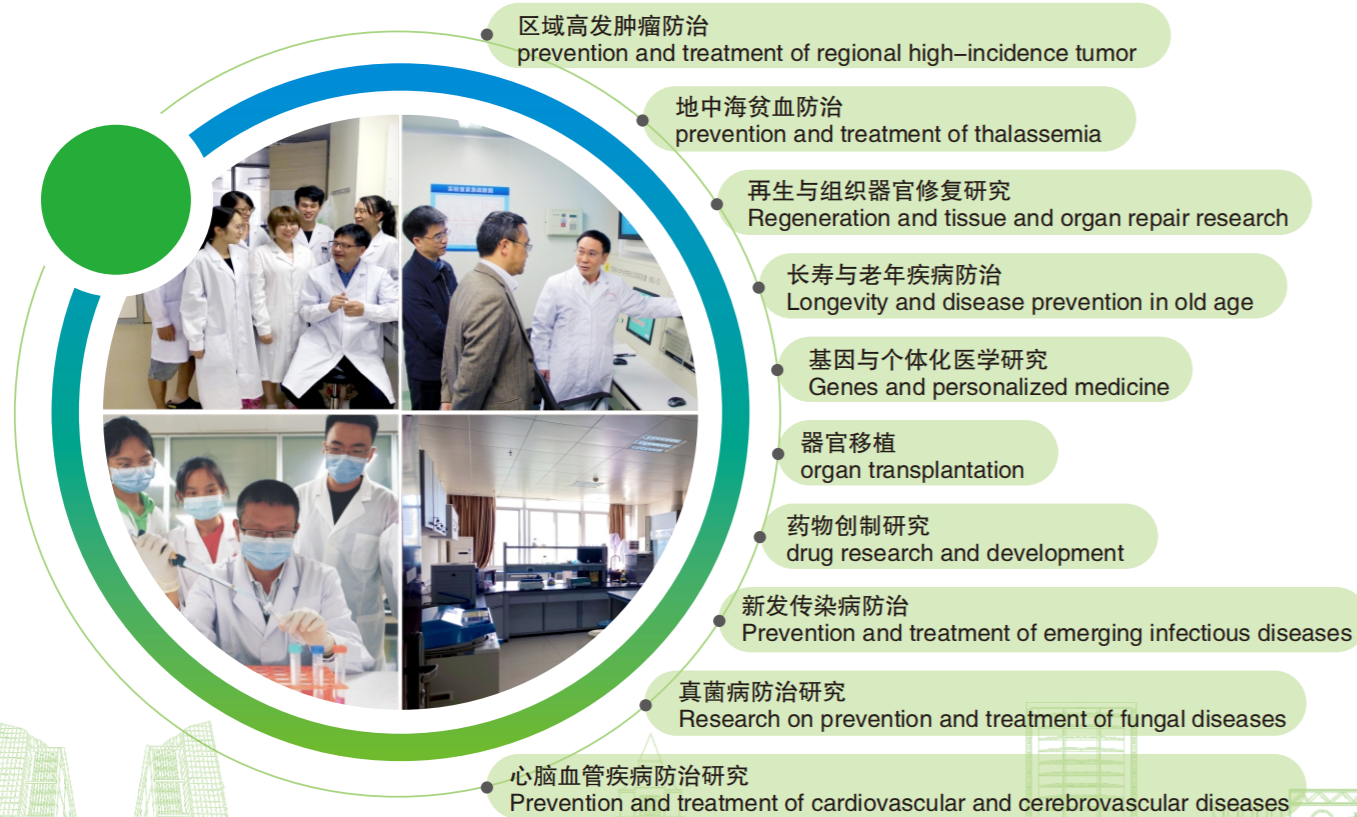 区域高发肿瘤防治
prevention and treatment of regional high-incidence tumor
地中海贫血防治
prevention and treatment of thalassemia
再生与组织器官修复研究
Regeneration and tissue and organ repair research
长寿与老年疾病防治
Longevity and disease prevention in old age
基因与个体化医学研究
Genes and personalized medicine
器官移植
organ transplantation
药物创制研究
drug research and development
新发传染病防治
Prevention and treatment of emerging infectious diseases
真菌病防治研究
Research on prevention and treatment of fungal diseases
心脑血管疾病防治研究
Prevention and treatment of cardiovascular and cerebrovascular diseases